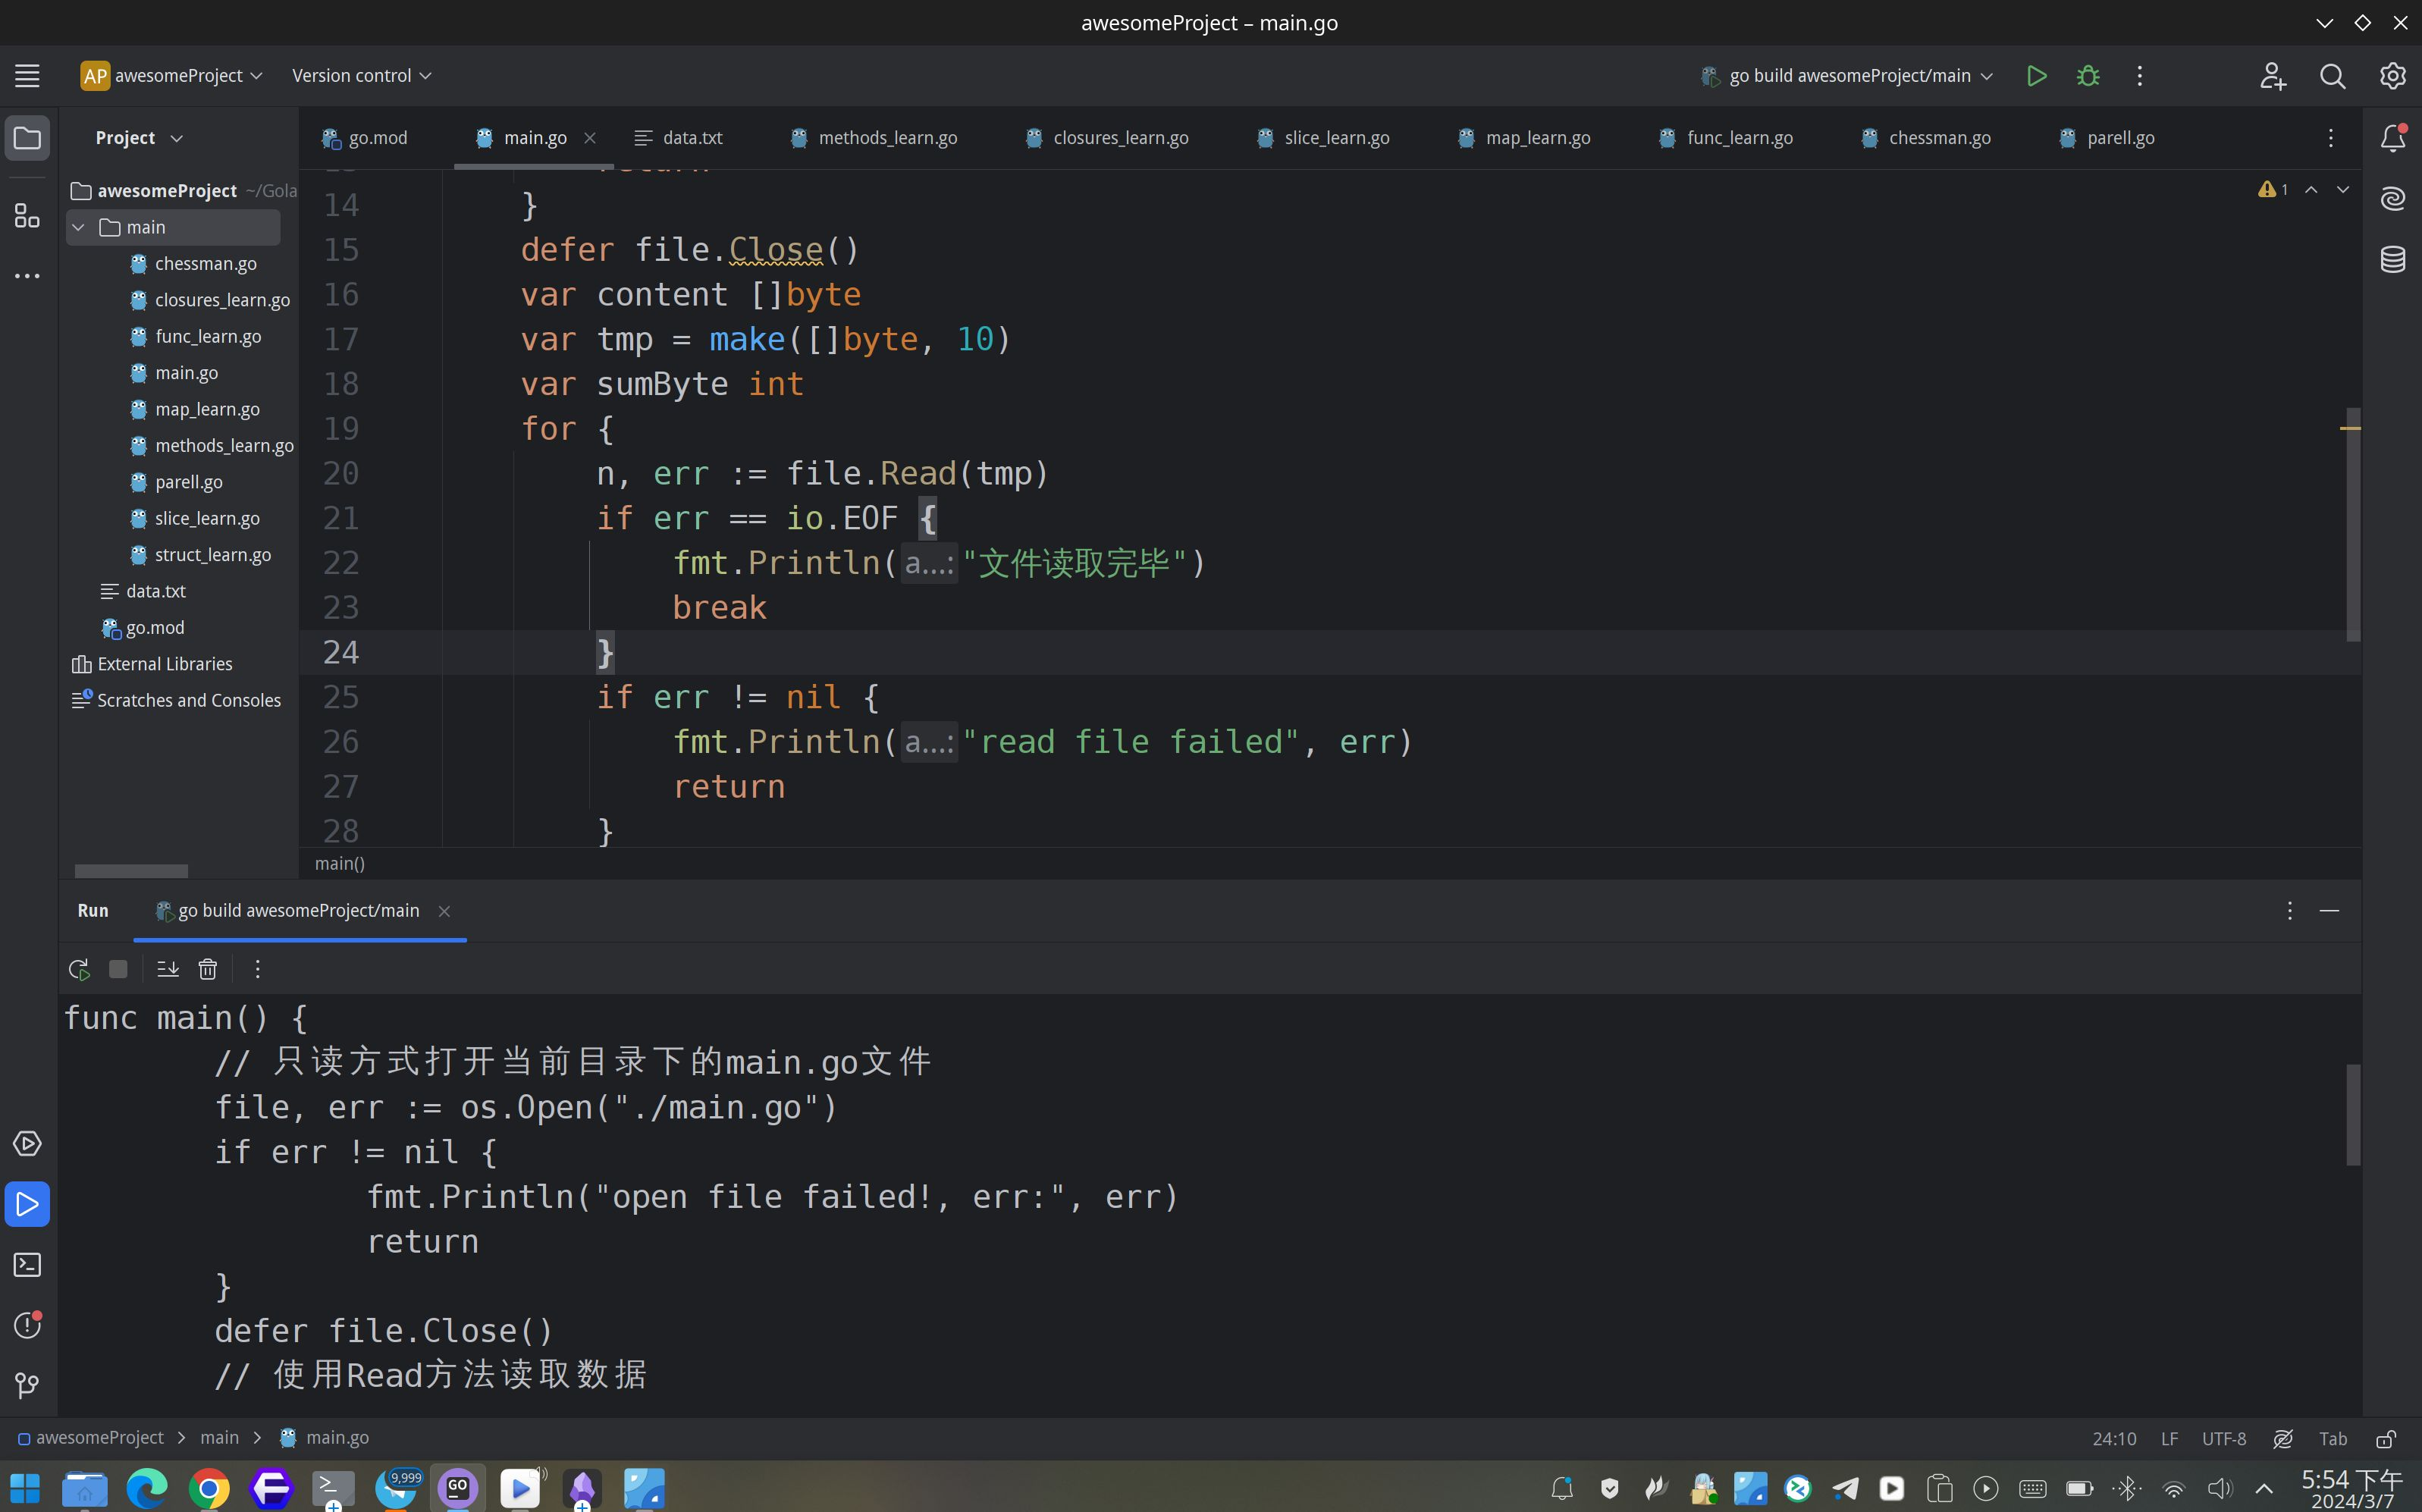 awesomeProject – main.go
AP awesomeProject Version control go build awesomeProject/main
Project
go.mod main.go data.txt methods_learn.go closures_learn.go slice_learn.go map_learn.go func_learn.go chessman.go parell.go
awesomeProject ~/Gola
main
chessman.go
closures_learn.go
func_learn.go
main.go
map_learn.go
methods_learn.go
parell.go
slice_learn.go
struct_learn.go
data.txt
go.mod
External Libraries
Scratches and Consoles
1
14 }
15 defer file.Close()
16 var content []byte
17 var tmp = make([]byte, 10)
18 var sumByte int
19 for {
20 n, err := file.Read(tmp)
21 if err == io.EOF {
22 fmt.Println(a...:"文件读取完毕")
23 break
24 }
25 if err != nil {
26 fmt.Println(a...:"read file failed", err)
27 return
28 }
main()
Run go build awesomeProject/main
func main() {
// 只读方式打开当前目录下的main.go文件
file, err := os.Open("./main.go")
if err != nil {
fmt.Println("open file failed!, err:", err)
return
}
defer file.Close()
// 使用Read方法读取数据
awesomeProject main main.go 24:10 LF UTF-8 Tab
9,999
GO
5:54 下午
2024/3/7